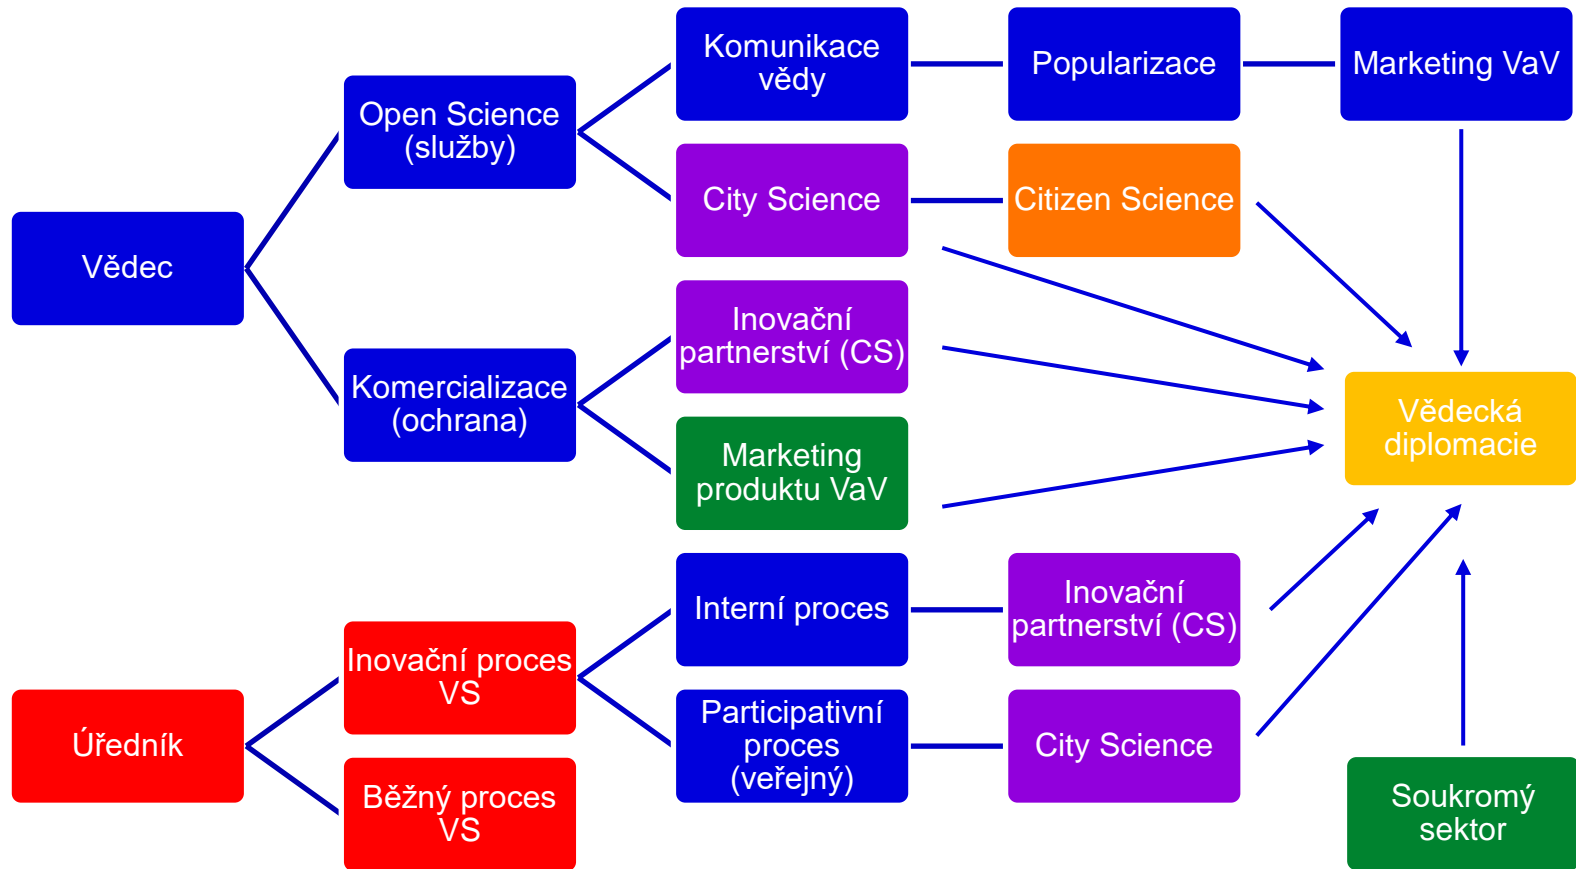 Komunikace
vědy
Popularizace
Marketing VaV
Open Science
(služby)
City Science
Citizen Science
Vědec
Inovační
partnerství (CS)
Komercializace
(ochrana)
Vědecká
diplomacie
Marketing
produktu VaV
Interní proces
Inovační
partnerství (CS)
Inovační proces
VS
Úředník
Participativní
proces
(veřejný)
City Science
Běžný proces
VS
Soukromý
sektor